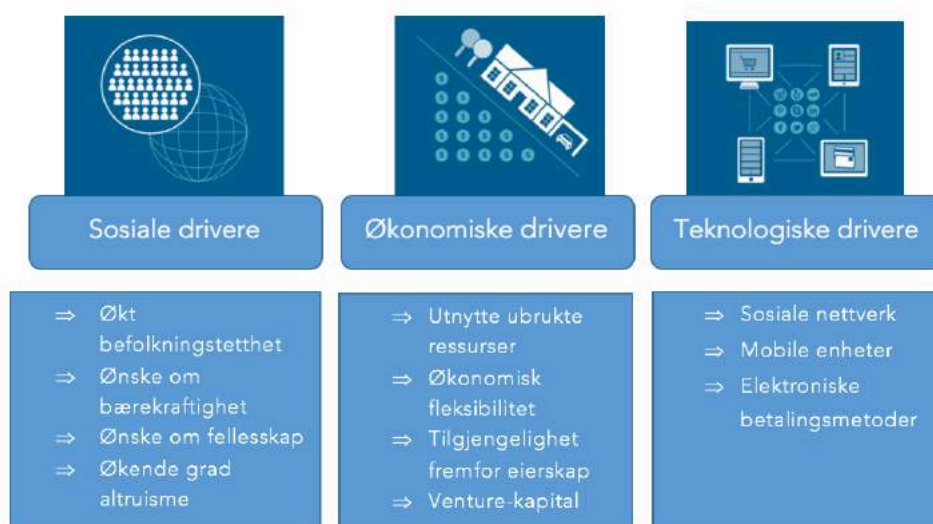 Sosiale drivere
Økonomiske drivere
Teknologiske drivere
⇒ Økt
befolkningstetthet
⇒ Ønske om
bærekraftighet
⇒ Ønske om fellesskap
⇒ Økende grad
altruisme
⇒ Utnytte ubrukte
ressurser
⇒ Økonomisk
fleksibilitet
⇒ Tilgjengelighet
fremfor eierskap
⇒ Venture-kapital
⇒ Sosiale nettverk
⇒ Mobile enheter
⇒ Elektroniske
betalingsmetoder